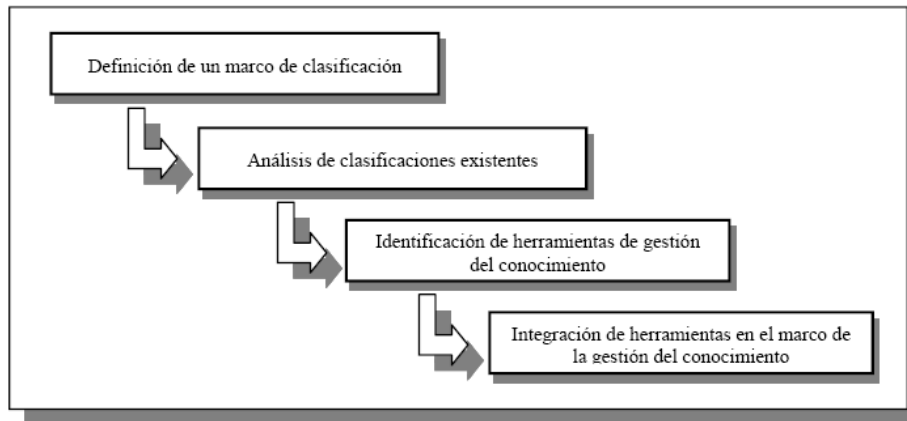 Definición de un marco de clasificación
Análisis de clasificaciones existentes
Identificación de herramientas de gestión
del conocimiento
Integración de herramientas en el marco de
la gestión del conocimiento